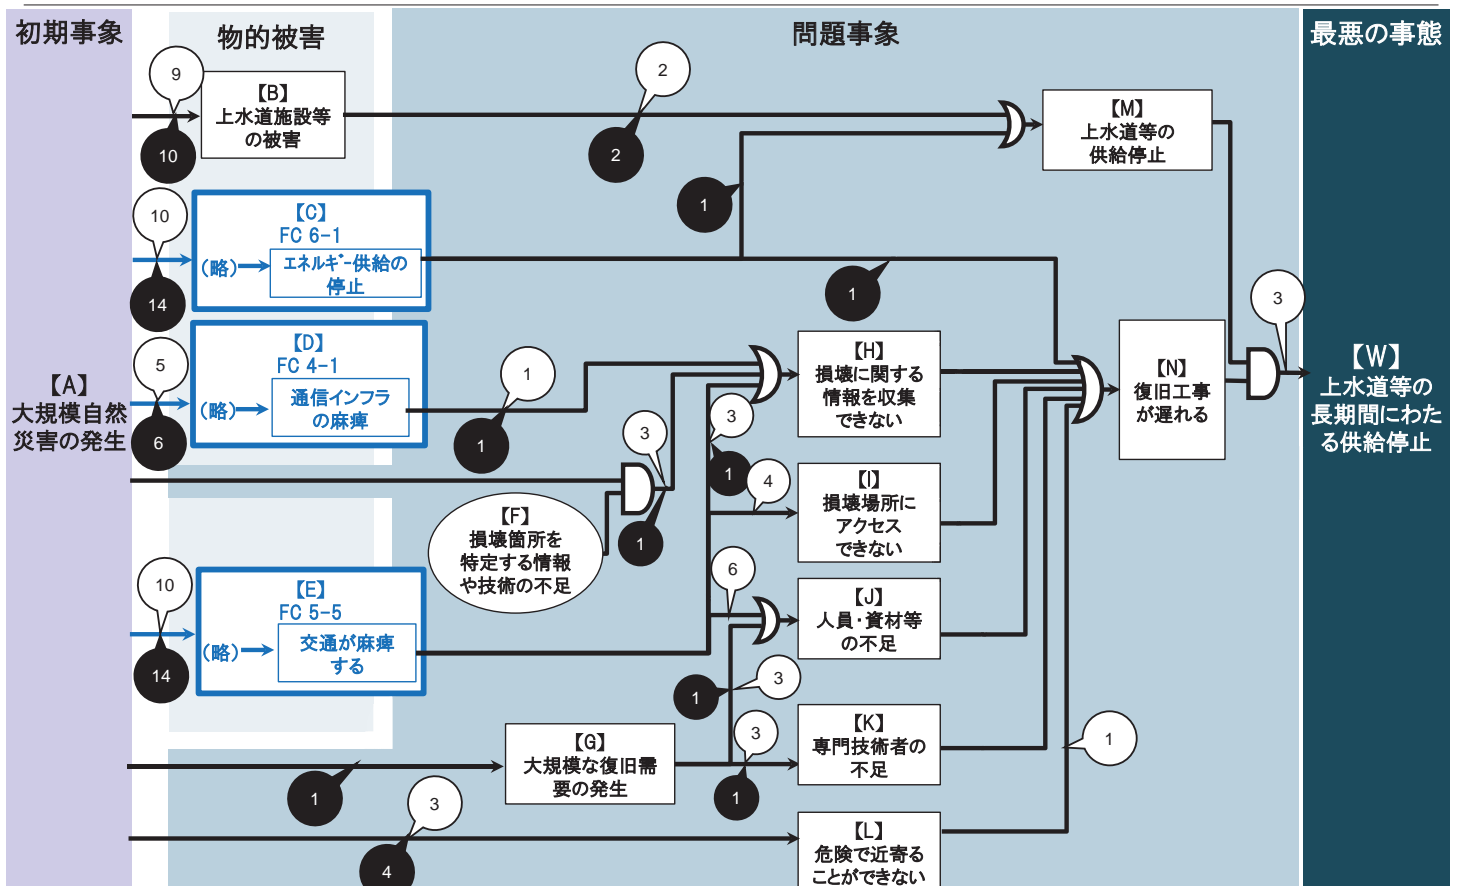 初期事象
物的被害
問題事象
最悪の事態
9
10
【B】
上水道施設等
の被害
2
2
【M】
上水道等の
供給停止
10
14
【C】
FC 6-1
(略)
エネルギー供給の
停止
1
1
3
5
6
【D】
FC 4-1
(略)
通信インフラ
の麻痺
1
1
【A】
大規模自然
災害の発生
【H】
損壊に関する
情報を収集
できない
【N】
復旧工事
が遅れる
【W】
上水道等の
長期間にわた
る供給停止
3
1
3
1
【F】
損壊箇所を
特定する情報
や技術の不足
4
【I】
損壊場所に
アクセス
できない
10
14
【E】
FC 5-5
(略)
交通が麻痺
する
6
【J】
人員・資材等
の不足
1
3
【G】
大規模な復旧需
要の発生
1
3
1
【K】
専門技術者の
不足
1
3
4
【L】
危険で近寄る
ことができない